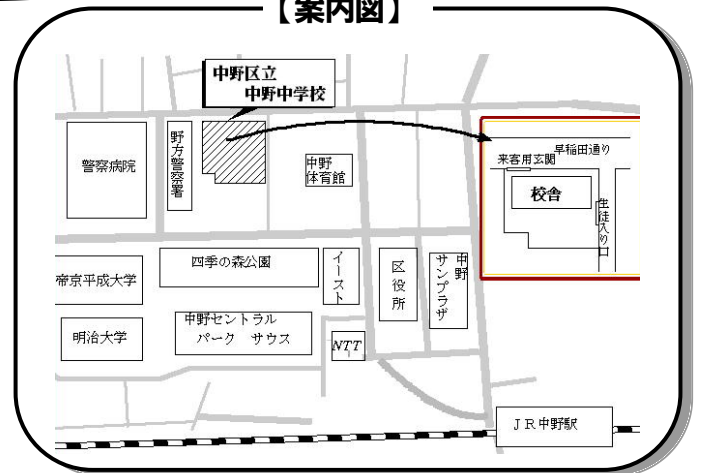 【案内図】
中野区立
中野中学校
野方警察署
警察病院
中野
体育館
早稲田通り
来客用玄関
校舎
生徒入り口
四季の森公園
イースト
区役所
中野
サンプラザ
帝京平成大学
明治大学
中野セントラル
パーク サウス
NTT
JR中野駅